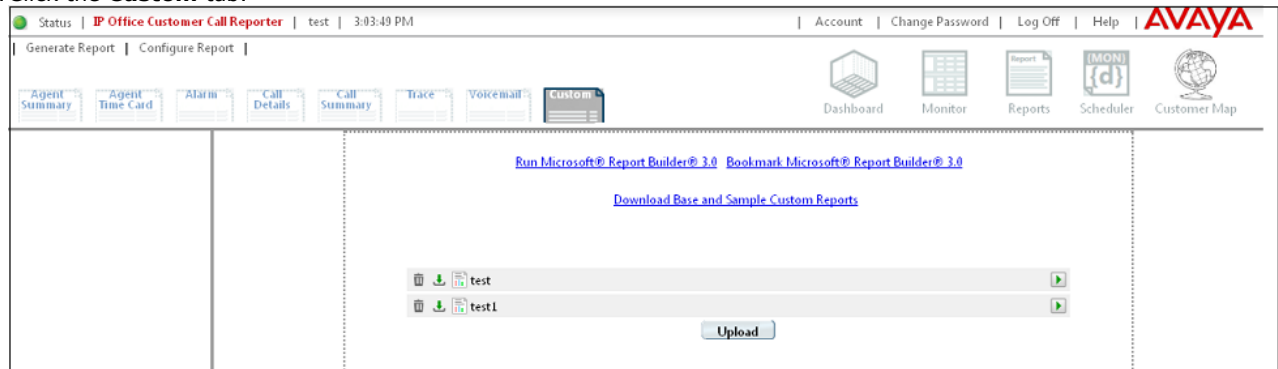 Click the Custom tab.
Status | IP Office Customer Call Reporter | test | 3:03:49 PM | Account | Change Password | Log Off | Help | AVAYA
| Generate Report | Configure Report |
Agent Summary Agent Time Card Alarm Call Details Call Summary Trace Voicemail Custom
Report (MON) {d}
Dashboard Monitor Reports Scheduler Customer Map
Run Microsoft® Report Builder® 3.0 Bookmark Microsoft® Report Builder® 3.0
Download Base and Sample Custom Reports
test
test1
Upload